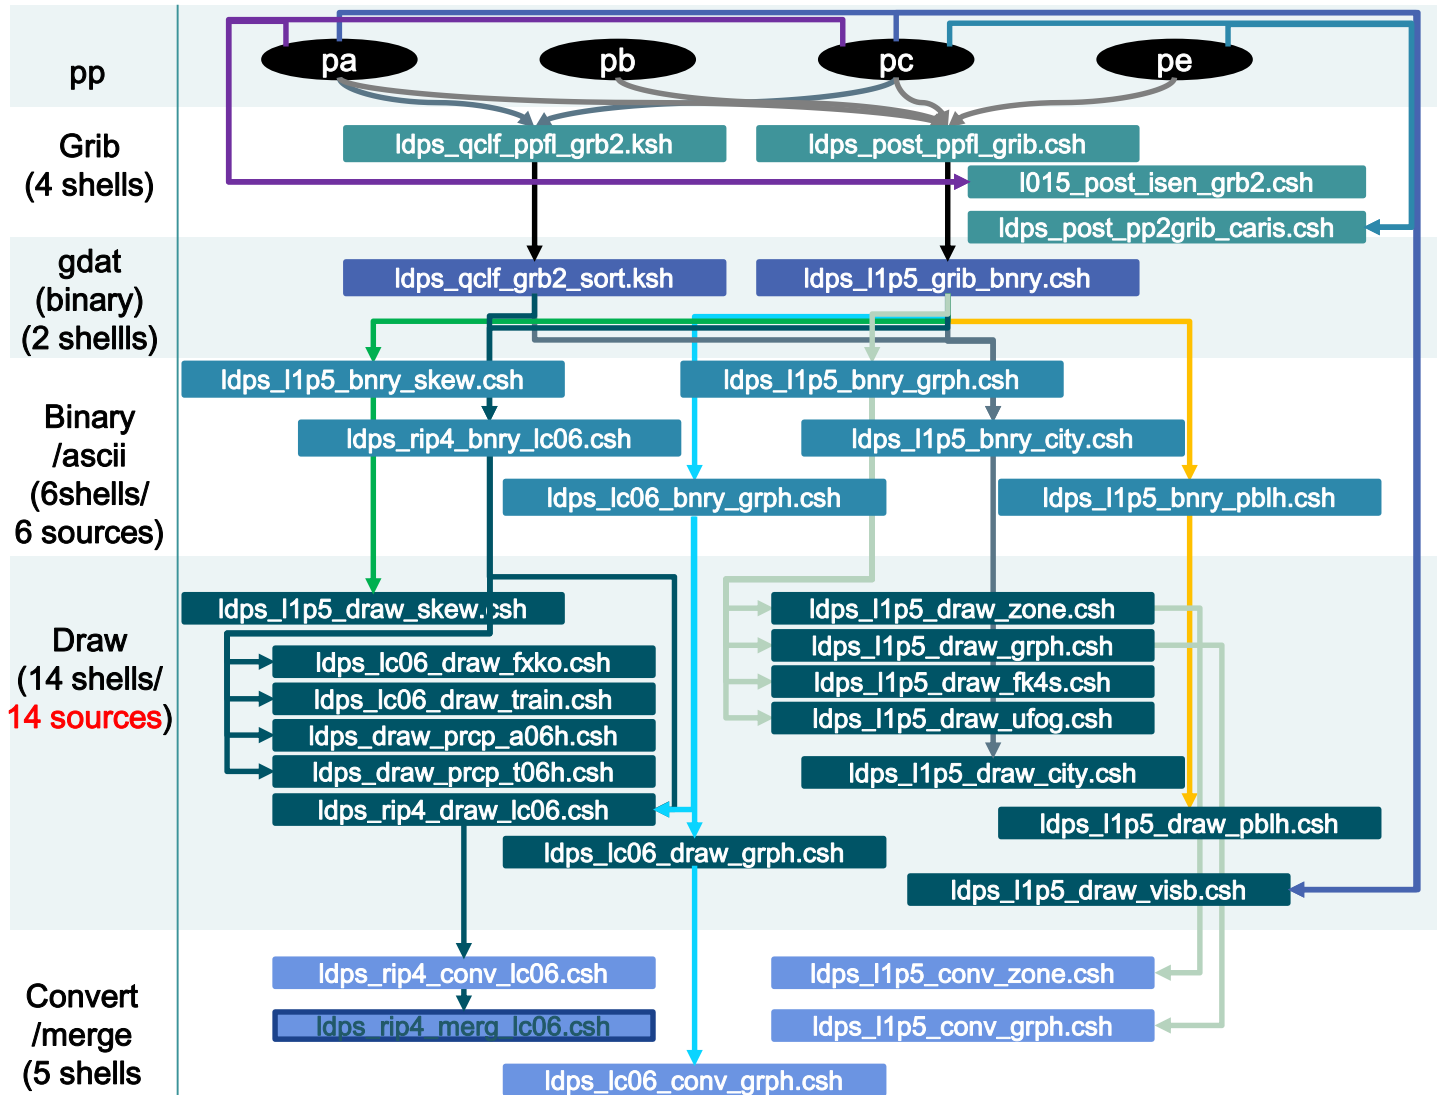 pp
pa
pb
pc
pe
Grib
(4 shells)
ldps_qclf_ppfl_grb2.ksh
ldps_post_ppfl_grib.csh
l015_post_isen_grb2.csh
ldps_post_pp2grib_caris.csh
gdat
(binary)
(2 shellls)
ldps_qclf_grb2_sort.ksh
ldps_l1p5_grib_bnry.csh
Binary
/ascii
(6shells/
6 sources)
ldps_l1p5_bnry_skew.csh
ldps_l1p5_bnry_grph.csh
ldps_rip4_bnry_lc06.csh
ldps_l1p5_bnry_city.csh
ldps_lc06_bnry_grph.csh
ldps_l1p5_bnry_pblh.csh
Draw
(14 shells/
14 sources)
ldps_l1p5_draw_skew.csh
ldps_l1p5_draw_zone.csh
ldps_l1p5_draw_grph.csh
ldps_lc06_draw_fxko.csh
ldps_l1p5_draw_fk4s.csh
ldps_lc06_draw_train.csh
ldps_l1p5_draw_ufog.csh
ldps_draw_prcp_a06h.csh
ldps_draw_prcp_t06h.csh
ldps_l1p5_draw_city.csh
ldps_rip4_draw_lc06.csh
ldps_l1p5_draw_pblh.csh
ldps_lc06_draw_grph.csh
ldps_l1p5_draw_visb.csh
Convert
/merge
(5 shells
ldps_rip4_conv_lc06.csh
ldps_l1p5_conv_zone.csh
ldps_rip4_merg_lc06.csh
ldps_l1p5_conv_grph.csh
ldps_lc06_conv_grph.csh